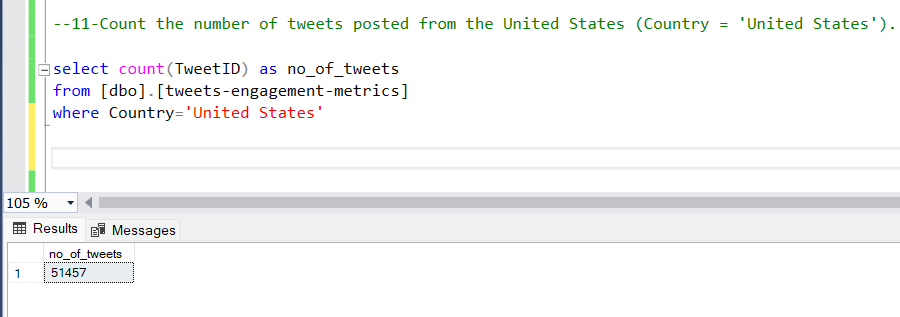 --11-Count the number of tweets posted from the United States (Country = 'United States').
select count(TweetID) as no_of_tweets
from [dbo].[tweets-engagement-metrics]
where Country='United States'
105 %
Results Messages
no_of_tweets
1 51457